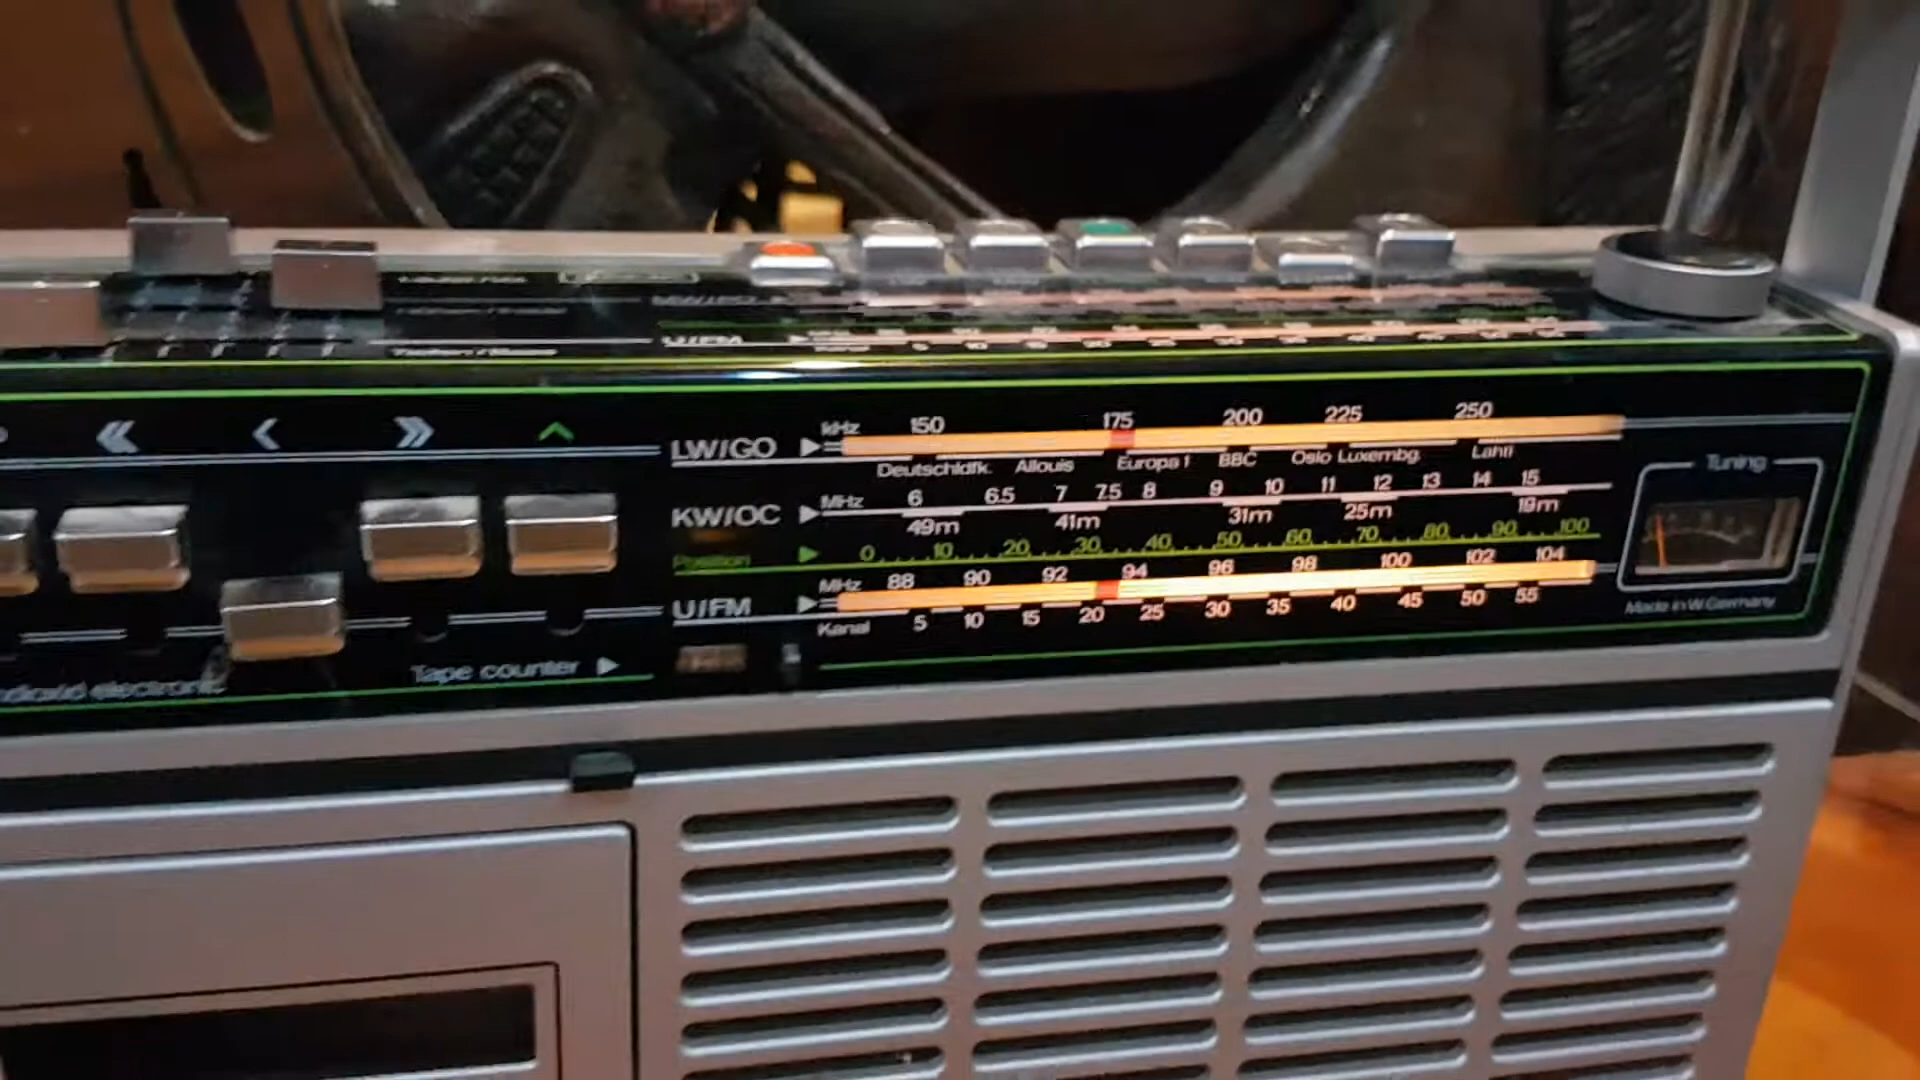 U/FM
kHz 150 175 200 225 250
LW/GO
Deutschldfk. Allouis Europa 1 BBC Oslo Luxembg. Lahti
Tuning
MHz 6 6.5 7 7.5 8 9 10 11 12 13 14 15
KW/OC
49m 41m 31m 25m 19m
Position 0 10 20 30 40 50 60 70 80 90 100
MHz 88 90 92 94 96 98 100 102 104
U/FM
Kanal 5 10 15 20 25 30 35 40 45 50 55
Made in W. Germany
Tape counter
electronic